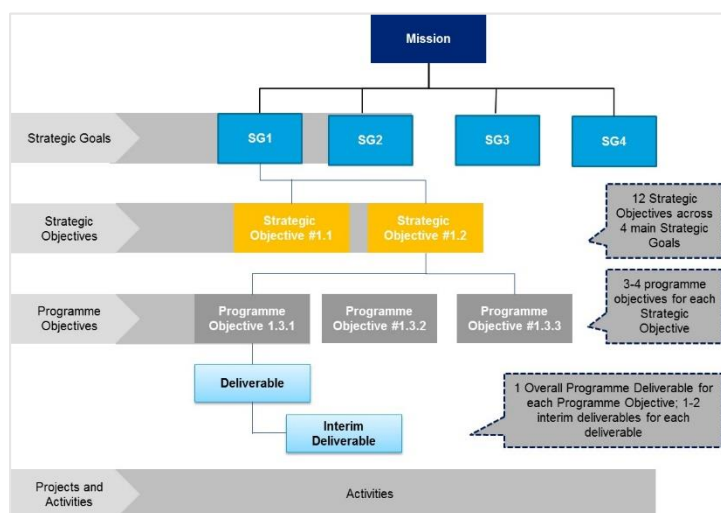 Mission
Strategic Goals
SG1
SG2
SG3
SG4
Strategic
Objectives
Strategic
Objective #1.1
Strategic
Objective #1.2
12 Strategic
Objectives across
4 main Strategic
Goals
Programme
Objectives
Programme
Objective 1.3.1
Programme
Objective #1.3.2
Programme
Objective #1.3.3
3-4 programme
objectives for each
Strategic
Objective
Deliverable
Interim
Deliverable
1 Overall Programme Deliverable
for each Programme Objective; 1-2
interim deliverables for each
deliverable
Projects and
Activities
Activities